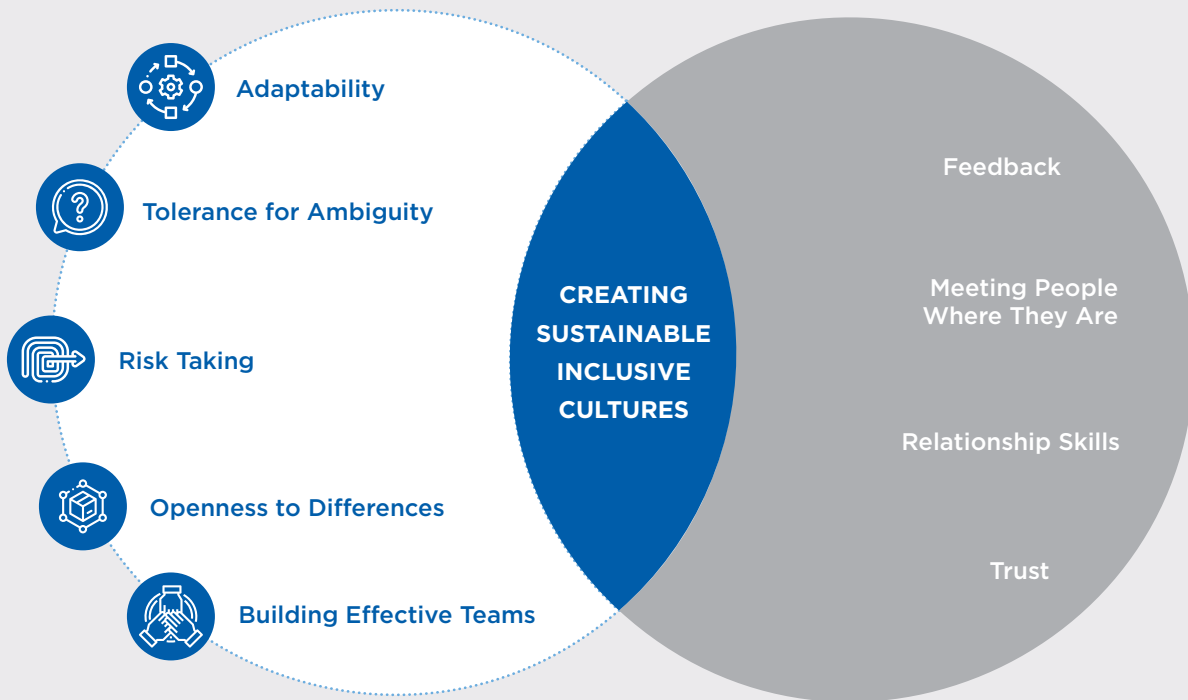 Adaptability
Tolerance for Ambiguity
Risk Taking
Openness to Differences
Building Effective Teams
CREATING
SUSTAINABLE
INCLUSIVE
CULTURES
Feedback
Meeting People
Where They Are
Relationship Skills
Trust